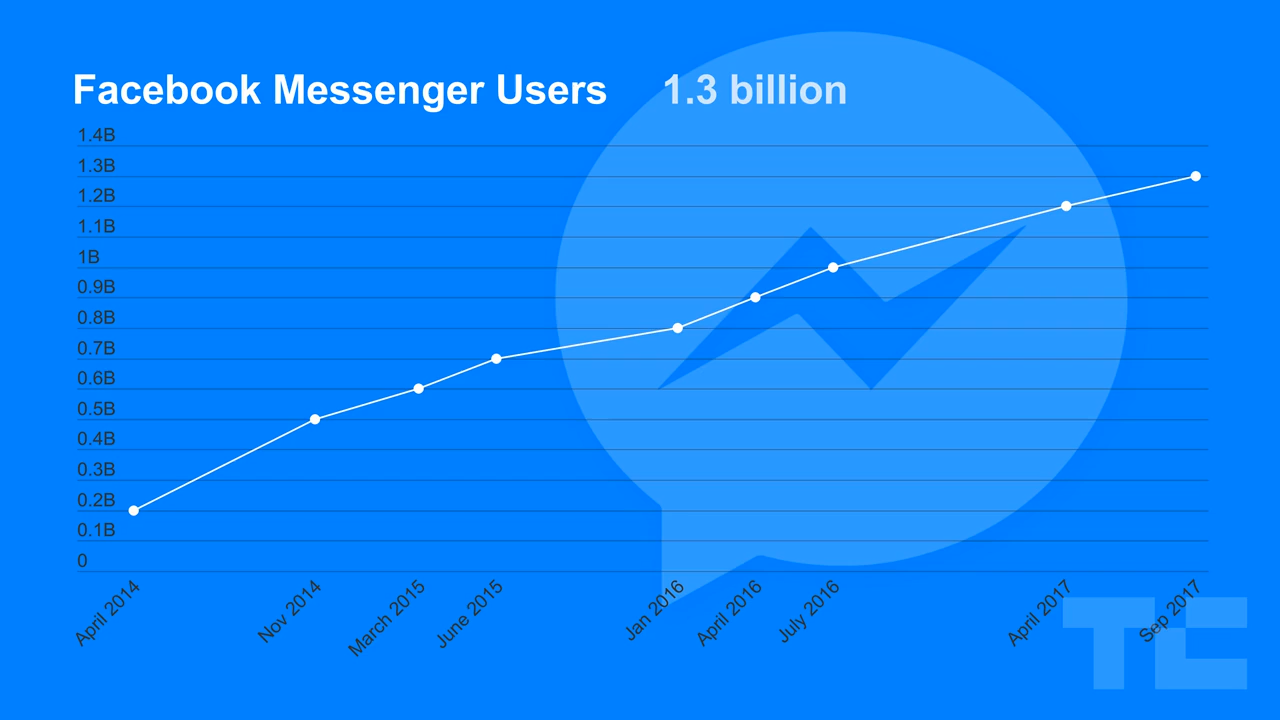 Facebook Messenger Users 1.3 billion
1.4B
1.3B
1.2B
1.1B
1B
0.9B
0.8B
0.7B
0.6B
0.5B
0.4B
0.3B
0.2B
0.1B
0
April 2014
Nov 2014
March 2015
June 2015
Jan 2016
April 2016
July 2016
April 2017
Sep 2017
TC